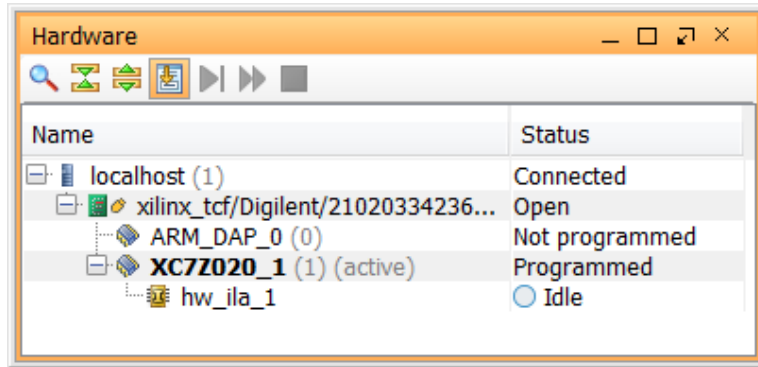 Hardware
Name Status
localhost (1) Connected
xilinx_tcf/Digilent/21020334236... Open
ARM_DAP_0 (0) Not programmed
XC7Z020_1 (1) (active) Programmed
hw_ila_1 Idle